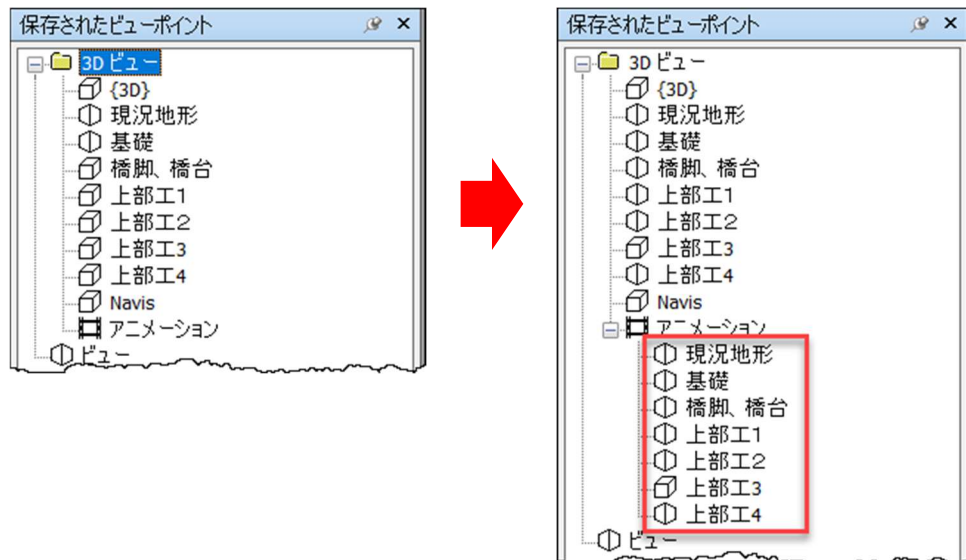 保存されたビューポイント
3D ビュー
{3D}
現況地形
基礎
橋脚、橋台
上部工1
上部工2
上部工3
上部工4
Navis
アニメーション
ビュー
保存されたビューポイント
3D ビュー
{3D}
現況地形
基礎
橋脚、橋台
上部工1
上部工2
上部工3
上部工4
Navis
アニメーション
現況地形
基礎
橋脚、橋台
上部工1
上部工2
上部工3
上部工4
ビュー